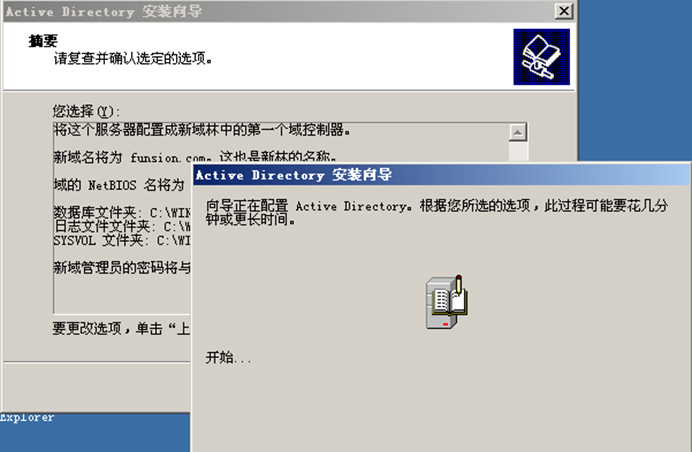 Active Directory 安装向导
摘要
请复查并确认选定的选项。
您选择(Y):
将这个服务器配置成新域林中的第一个域控制器。
新域名将为 funsion.com。这也是新林的名称。
域的 NetBIOS 名将为
数据库文件夹: C:\WIN
日志文件文件夹: C:\W
SYSVOL 文件夹: C:\WI
新域管理员的密码将与
要更改选项，单击“上
Active Directory 安装向导
向导正在配置 Active Directory。根据您所选的选项，此过程可能要花几分
钟或更长时间。
开始...
Explorer